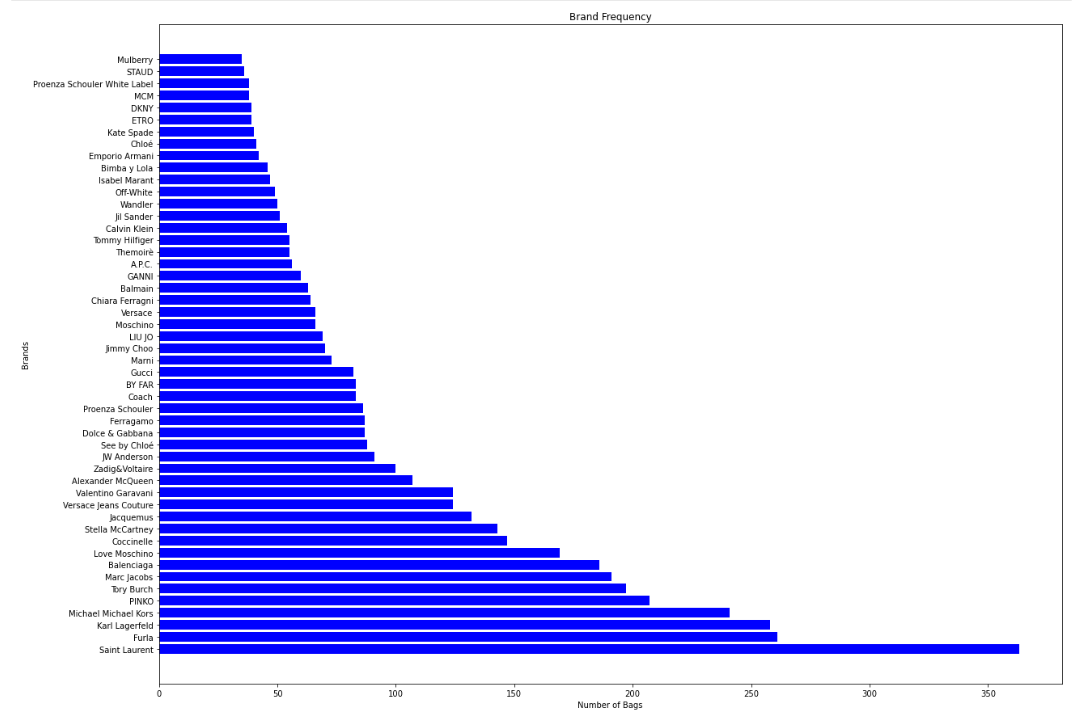 Brand Frequency
Mulberry
STAUD
Proenza Schouler White Label
MCM
DKNY
ETRO
Kate Spade
Chloé
Emporio Armani
Bimba y Lola
Isabel Marant
Off-White
Wandler
Jil Sander
Calvin Klein
Tommy Hilfiger
Themoirè
A.P.C.
GANNI
Balmain
Chiara Ferragni
Versace
Moschino
LIU JO
Jimmy Choo
Marni
Gucci
BY FAR
Coach
Proenza Schouler
Ferragamo
Dolce & Gabbana
See by Chloé
JW Anderson
Zadig&Voltaire
Alexander McQueen
Valentino Garavani
Versace Jeans Couture
Jacquemus
Stella McCartney
Coccinelle
Love Moschino
Balenciaga
Marc Jacobs
Tory Burch
PINKO
Michael Michael Kors
Karl Lagerfeld
Furla
Saint Laurent
Brands
0 50 100 150 200 250 300 350
Number of Bags